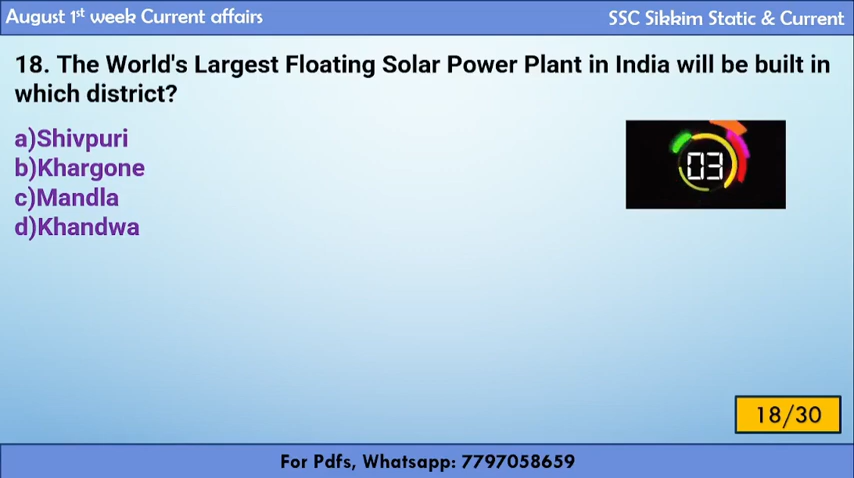 August 1st week Current affairs
SSC Sikkim Static & Current
18. The World's Largest Floating Solar Power Plant in India will be built in
which district?
a)Shivpuri
b)Khargone
c)Mandla
d)Khandwa
03
18/30
For Pdfs, Whatsapp: 7797058659